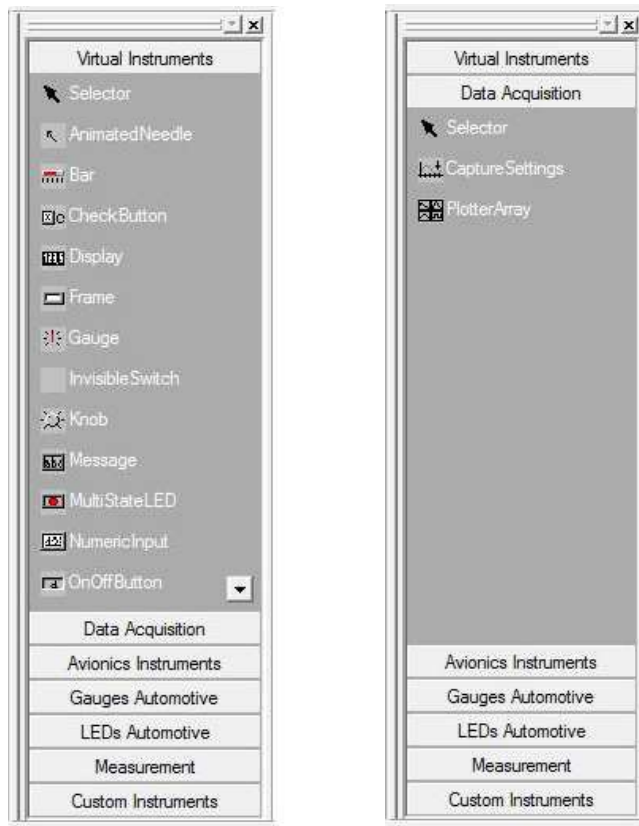 Virtual Instruments
Selector
AnimatedNeedle
Bar
CheckButton
Display
Frame
Gauge
InvisibleSwitch
Knob
Message
MultiStateLED
NumericInput
OnOffButton
Data Acquisition
Avionics Instruments
Gauges Automotive
LEDs Automotive
Measurement
Custom Instruments
Virtual Instruments
Data Acquisition
Selector
CaptureSettings
PlotterArray
Avionics Instruments
Gauges Automotive
LEDs Automotive
Measurement
Custom Instruments